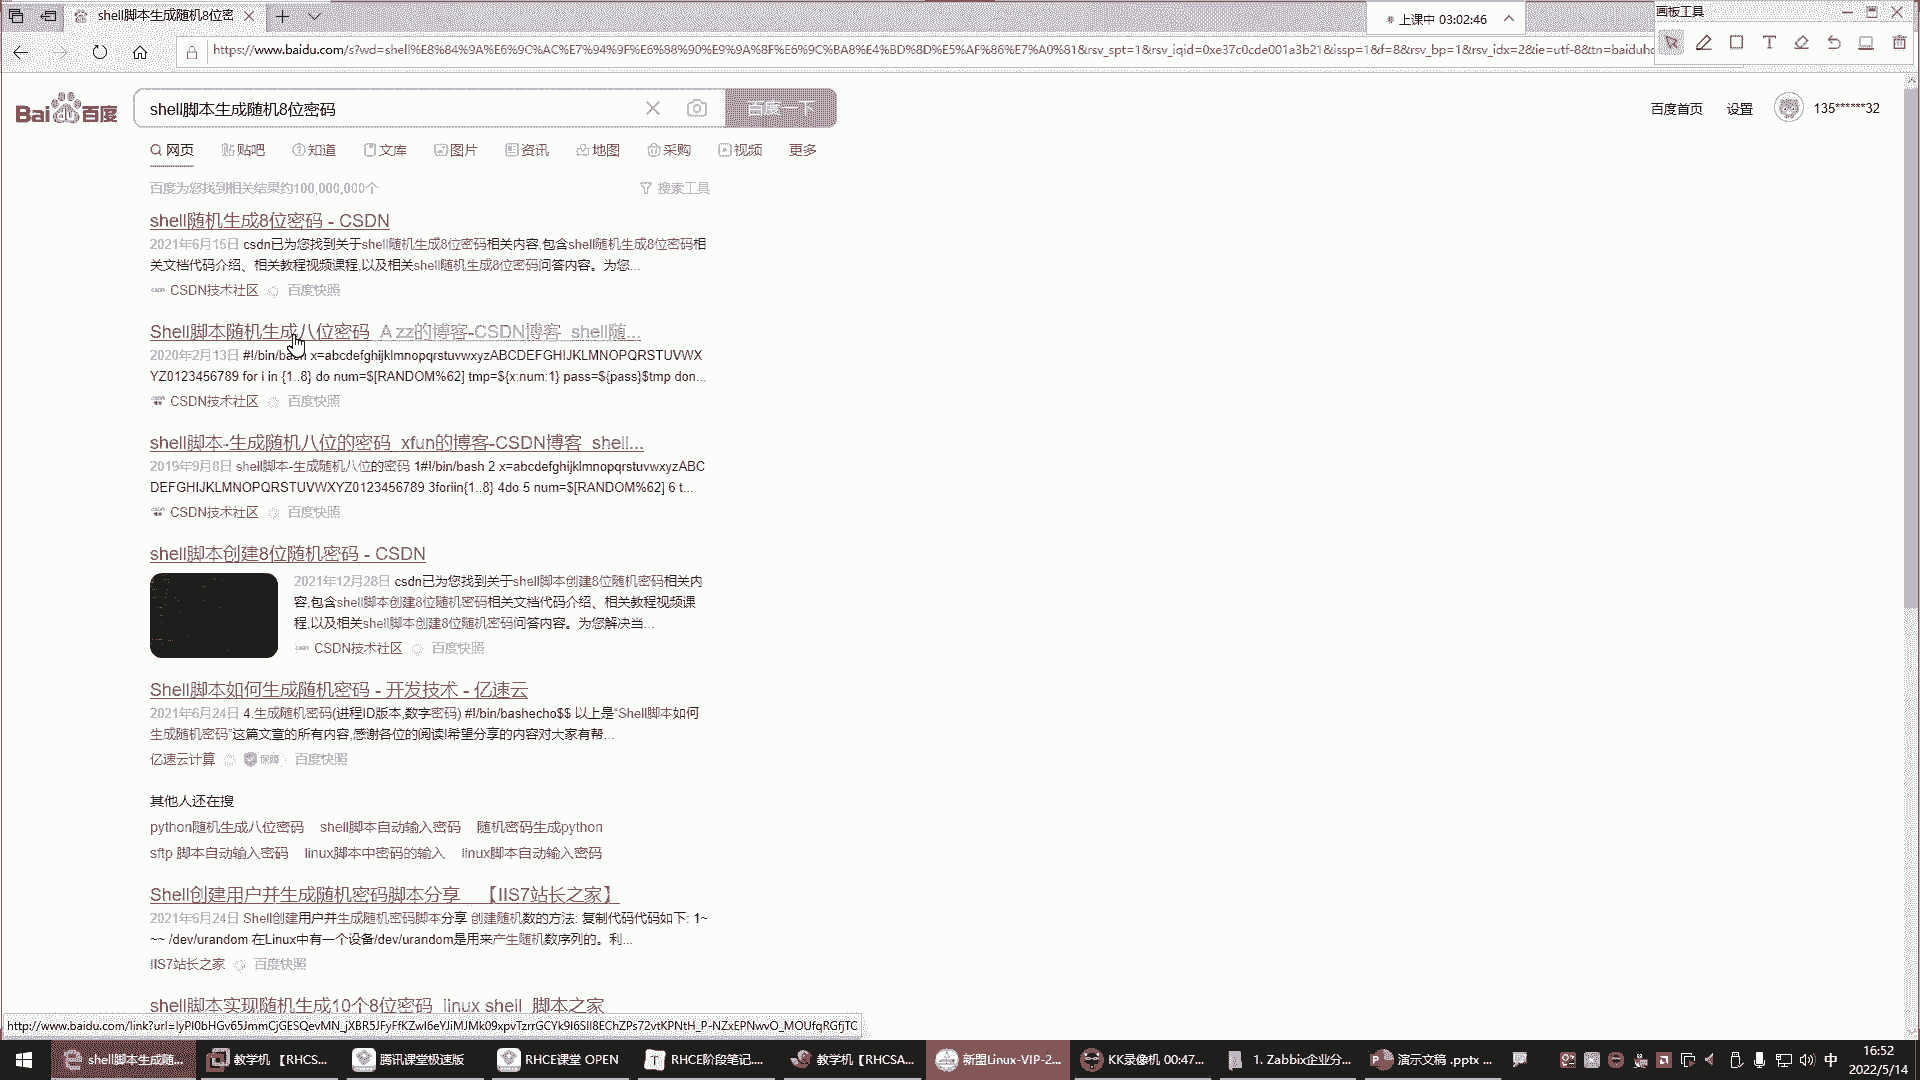 shell脚本生成随机8位密
上课中 03:02:46
画板工具
https://www.baidu.com/s?wd=shell%E8%84%9A%E6%9C%AC%E7%94%9F%E6%88%90%E9%9A%8F%E6%9C%BA8%E4%BD%8D%E5%AF%86%E7%A0%81&rsv_spt=1&rsv_iqid=0xe37c0cde001a3b21&issp=1&f=8&rsv_bp=1&rsv_idx=2&ie=utf-8&tn=baiduhc
Bai du 百度
shell脚本生成随机8位密码
百度一下
百度首页 设置 135******32
网页 贴吧 知道 文库 图片 资讯 地图 采购 视频 更多
百度为您找到相关结果约100,000,000个 搜索工具
shell随机生成8位密码 - CSDN
2021年6月15日 csdn已为您找到关于shell随机生成8位密码相关内容,包含shell随机生成8位密码相
关文档代码介绍、相关教程视频课程,以及相关shell随机生成8位密码问答内容。为您...
CSDN技术社区 百度快照
Shell脚本随机生成八位密码_A zz的博客-CSDN博客_shell随...
2020年2月13日 #!/bin/bash x=abcdefghijklmnopqrstuvwxyzABCDEFGHIJKLMNOPQRSTUVWX
YZ0123456789 for i in {1..8} do num=$[RANDOM%62] tmp=${x:num:1} pass=${pass}$tmp don...
CSDN技术社区 百度快照
shell脚本-生成随机八位的密码_xfun的博客-CSDN博客_shell...
2019年9月8日 shell脚本-生成随机八位的密码 1#!/bin/bash 2 x=abcdefghijklmnopqrstuvwxyzABC
DEFGHIJKLMNOPQRSTUVWXYZ0123456789 3foriin{1..8} 4do 5 num=$[RANDOM%62] 6 t...
CSDN技术社区 百度快照
shell脚本创建8位随机密码 - CSDN
2021年12月28日 csdn已为您找到关于shell脚本创建8位随机密码相关内
容,包含shell脚本创建8位随机密码相关文档代码介绍、相关教程视频课
程,以及相关shell脚本创建8位随机密码问答内容。为您解决当...
CSDN技术社区 百度快照
Shell脚本如何生成随机密码 - 开发技术 - 亿速云
2021年6月24日 4.生成随机密码(进程ID版本,数字密码) #!/bin/bashecho$$ 以上是“Shell脚本如何
生成随机密码”这篇文章的所有内容,感谢各位的阅读!希望分享的内容对大家有帮...
亿速云计算 保障 百度快照
其他人还在搜
python随机生成八位密码 shell脚本自动输入密码 随机密码生成python
sftp 脚本自动输入密码 linux脚本中密码的输入 linux脚本自动输入密码
Shell创建用户并生成随机密码脚本分享_【IIS7站长之家】
2021年6月24日 Shell创建用户并生成随机密码脚本分享 创建随机数的方法: 复制代码代码如下: 1~
~~ /dev/urandom 在Linux中有一个设备/dev/urandom是用来产生随机数序列的。利...
IIS7站长之家 百度快照
shell脚本实现随机生成10个8位密码_linux shell_脚本之家
shell脚本生成随... 教学机【RHCS... 腾讯课堂极速版 RHCE课堂 OPEN RHCE阶段笔记.... 教学机【RHCSA... 新盟Linux-VIP-2... KK录像机 00:47... 1. Zabbix企业分... 演示文稿 .pptx ... 中
16:52
2022/5/14